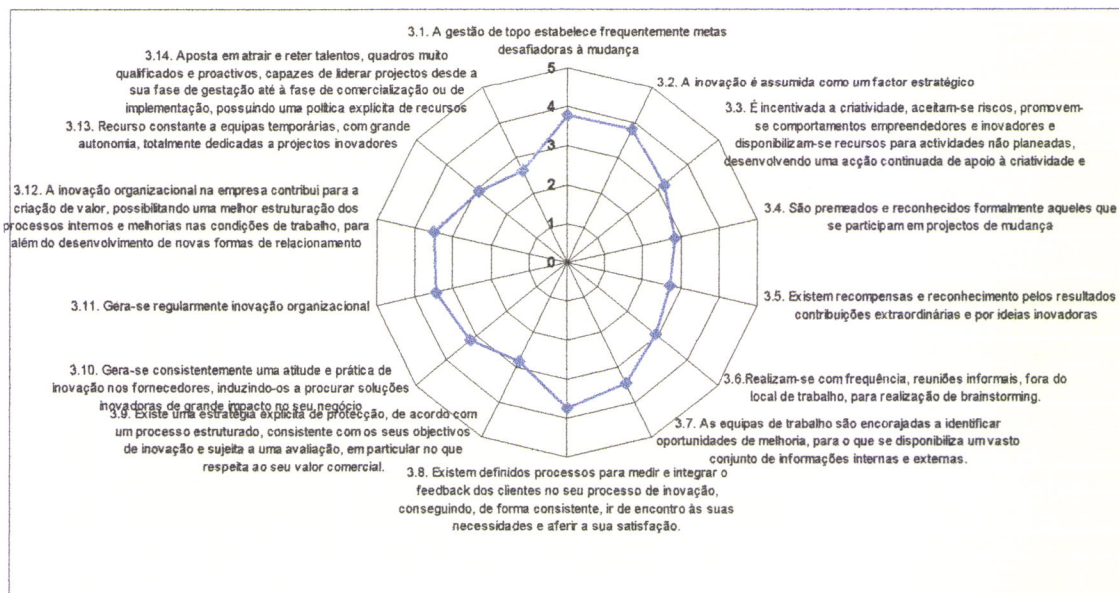 3.1. A gestão de topo estabelece frequentemente metas
desafiadoras à mudança
3.2. A inovação é assumida como um factor estratégico
3.3. É incentivada a criatividade, aceitam-se riscos, promovem-
se comportamentos empreendedores e inovadores e
disponibilizam-se recursos para actividades não planeadas,
desenvolvendo uma acção continuada de apoio à criatividade e
3.4. São premeados e reconhecidos formalmente aqueles que
se participam em projectos de mudança
3.5. Existem recompensas e reconhecimento pelos resultados
contribuições extraordinárias e por ideias inovadoras
3.6.Realizam-se com frequência, reuniões informais, fora do
local de trabalho, para realização de brainstorming.
3.7. As equipas de trabalho são encorajadas a identificar
oportunidades de melhoria, para o que se disponibiliza um vasto
conjunto de informações internas e externas.
3.8. Existem definidos processos para medir e integrar o
feedback dos clientes no seu processo de inovação,
conseguindo, de forma consistente, ir de encontro às suas
necessidades e aferir a sua satisfação.
3.9. Existe uma estratégia explícita de protecção, de acordo com
um processo estruturado, consistente com os seus objectivos
de inovação e sujeita a uma avaliação, em particular no que
respeita ao seu valor comercial.
3.10. Gera-se consistentemente uma atitude e prática de
inovação nos fornecedores, induzindo-os a procurar soluções
inovadoras de grande impacto no seu negócio
3.11. Gera-se regularmente inovação organizacional
3.12. A inovação organizacional na empresa contribui para a
criação de valor, possibilitando uma melhor estruturação dos
processos internos e melhorias nas condições de trabalho, para
além do desenvolvimento de novas formas de relacionamento
3.13. Recurso constante a equipas temporárias, com grande
autonomia, totalmente dedicadas a projectos inovadores
3.14. Aposta em atrair e reter talentos, quadros muito
qualificados e proactivos, capazes de liderar projectos desde a
sua fase de gestação até à fase de comercialização ou de
implementação, possuindo uma política explícita de recursos
5
4
3
2
1
0